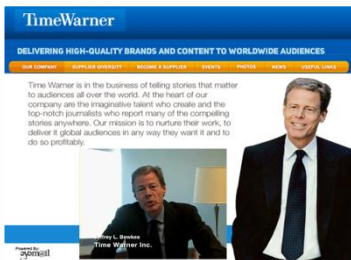 TimeWarner
DELIVERING HIGH-QUALITY BRANDS AND CONTENT TO WORLDWIDE AUDIENCES
OUR COMPANY SUPPLIER DIVERSITY BECOME A SUPPLIER EVENTS PHOTOS NEWS USEFUL LINKS
Time Warner is in the business of telling stories that matter
to audiences all over the world. At the heart of our
company are the imaginative talent who create and the
top-notch journalists who report many of the compelling
stories anywhere. Our mission is to nurture their work, to
deliver it global audiences in any way they want it and to
do so profitably.
Jeffrey L. Bewkes
Time Warner Inc.
Powered By: